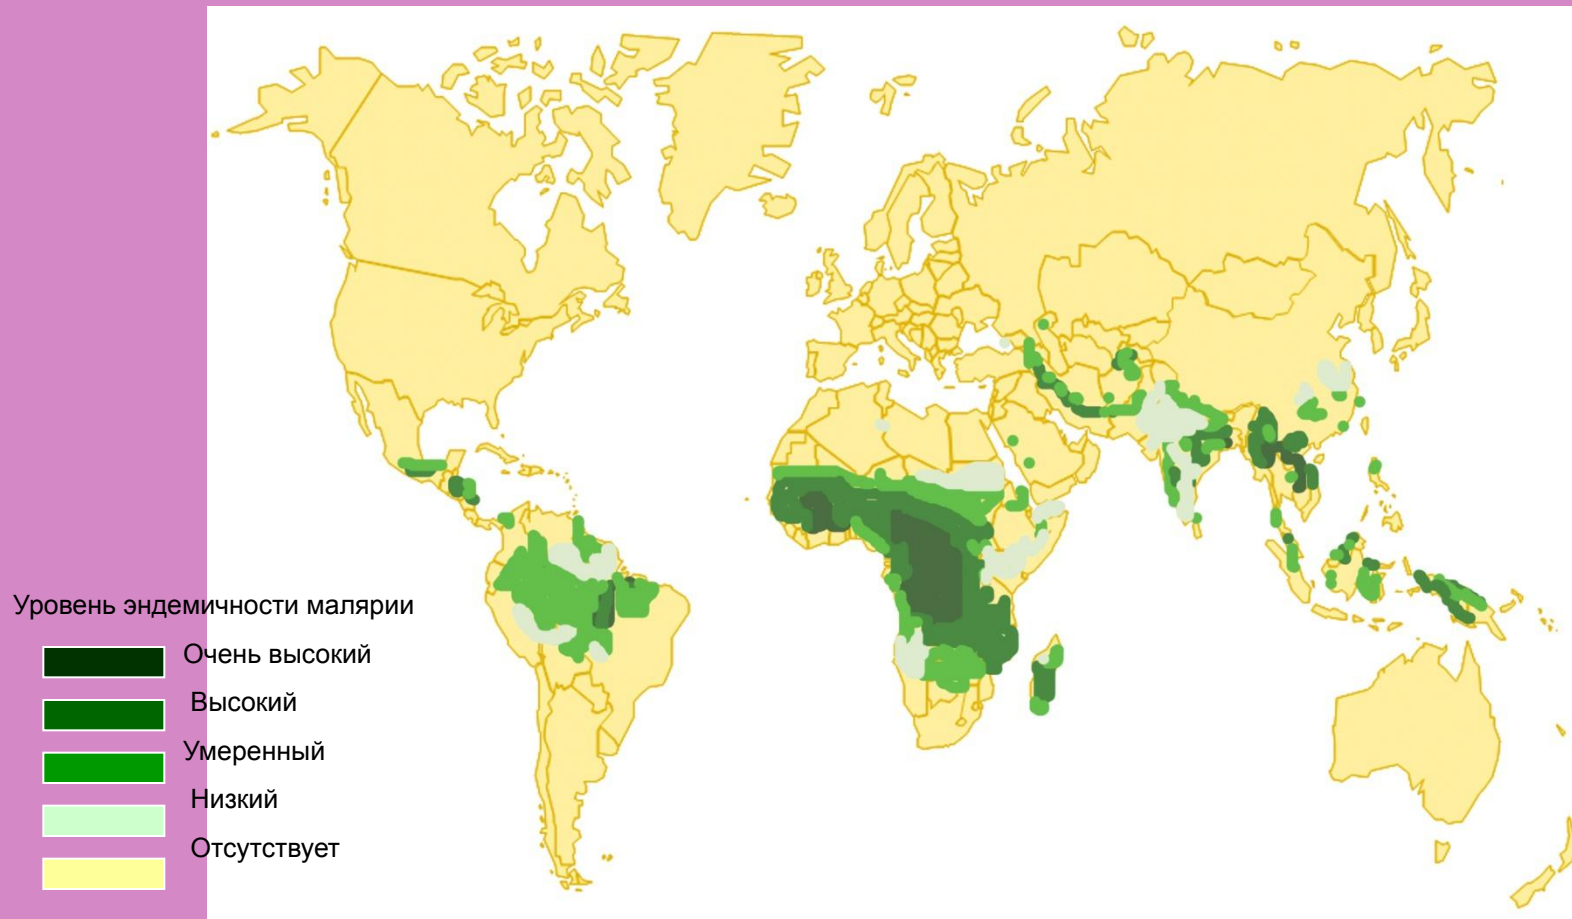 Уровень эндемичности малярии
Очень высокий
Высокий
Умеренный
Низкий
Отсутствует